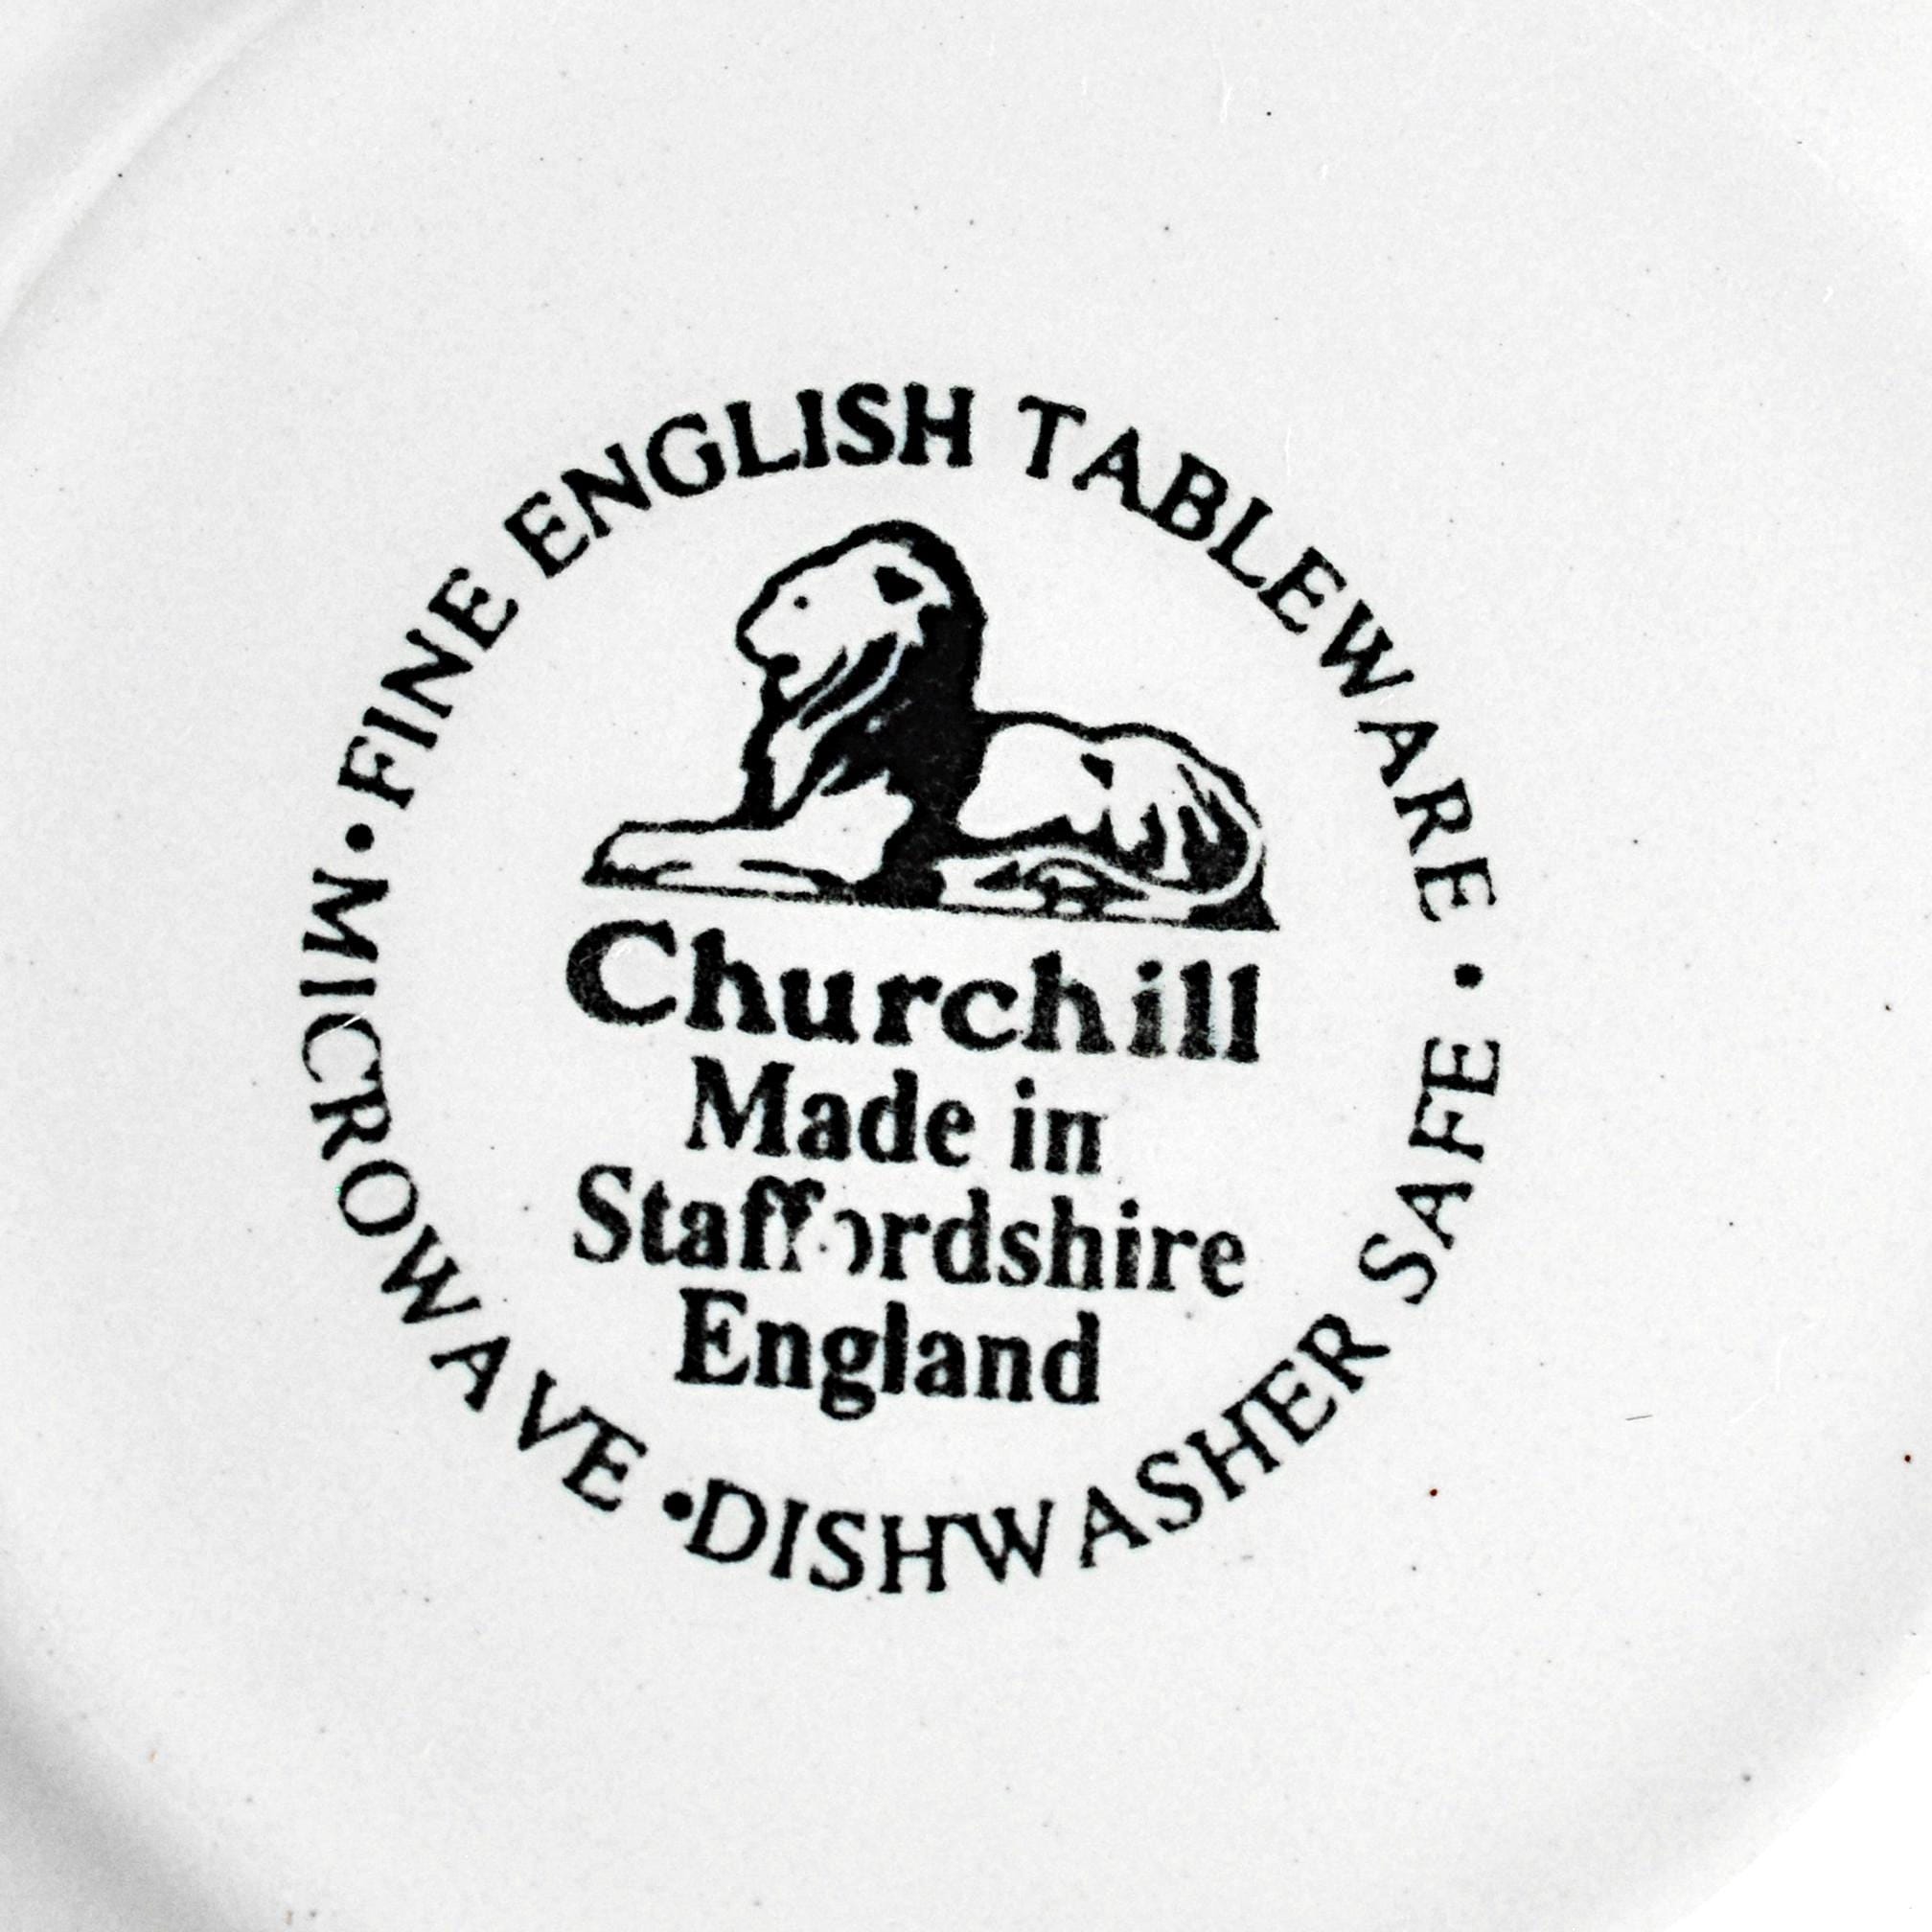 • FINE ENGLISH TABLEWARE •
MICROWAVE • DISHWASHER SAFE
Churchill
Made in
Staffordshire
England